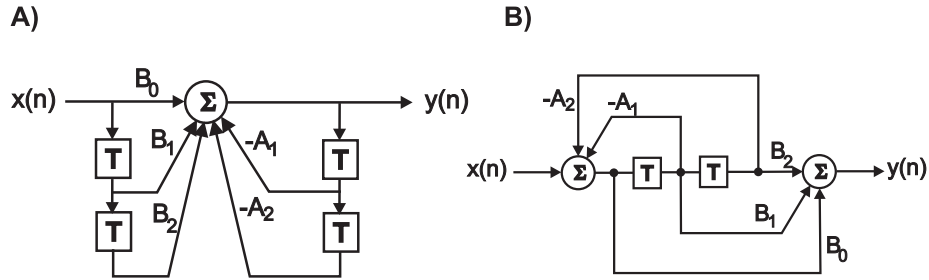 A)
B)
x(n)
B0
Σ
y(n)
T
B1
-A1
T
T
B2
-A2
T
-A2
-A1
x(n)
Σ
T
T
B2
Σ
y(n)
B1
B0